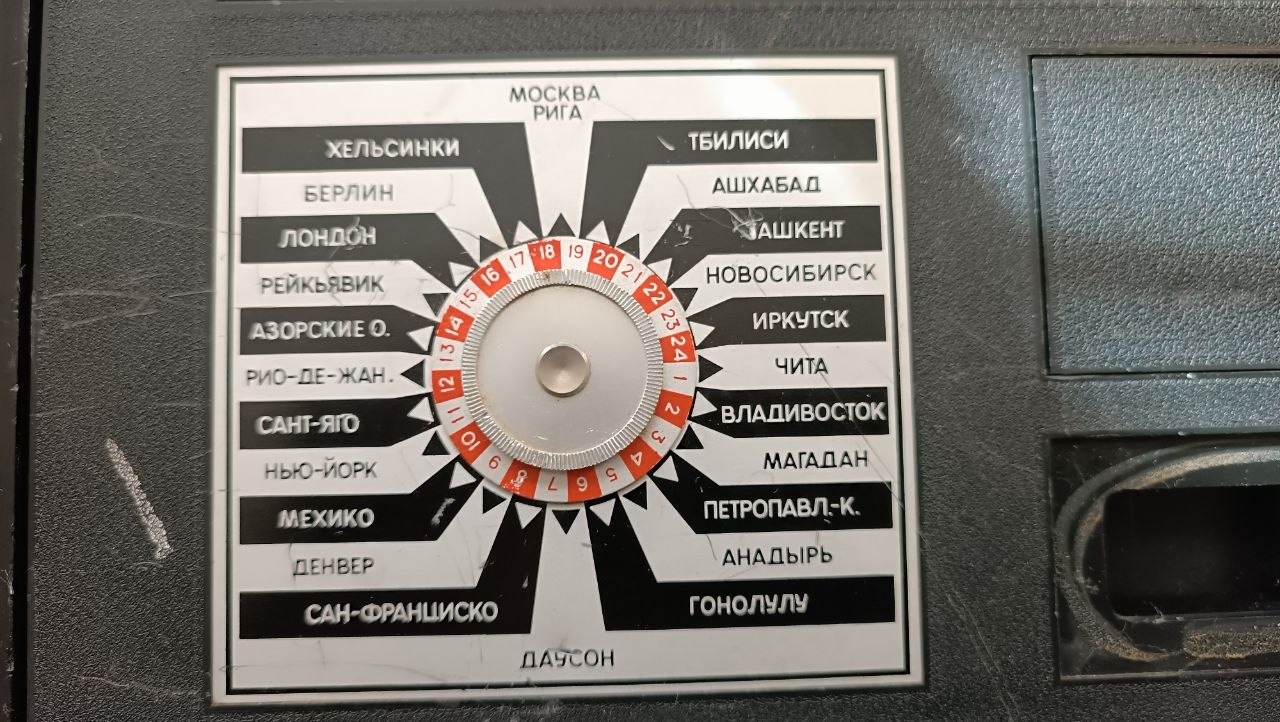 МОСКВА
РИГА
ХЕЛЬСИНКИ
БЕРЛИН
ЛОНДОН
РЕЙКЬЯВИК
АЗОРСКИЕ О.
РИО-ДЕ-ЖАН.
САНТ-ЯГО
НЬЮ-ЙОРК
МЕХИКО
ДЕНВЕР
САН-ФРАНЦИСКО
ТБИЛИСИ
АШХАБАД
ТАШКЕНТ
НОВОСИБИРСК
ИРКУТСК
ЧИТА
ВЛАДИВОСТОК
МАГАДАН
ПЕТРОПАВЛ.-К.
АНАДЫРЬ
ГОНОЛУЛУ
ДАУСОН
1 2 3 4 5 6 7 8 9 10 11 12 13 14 15 16 17 18 19 20 21 22 23 24